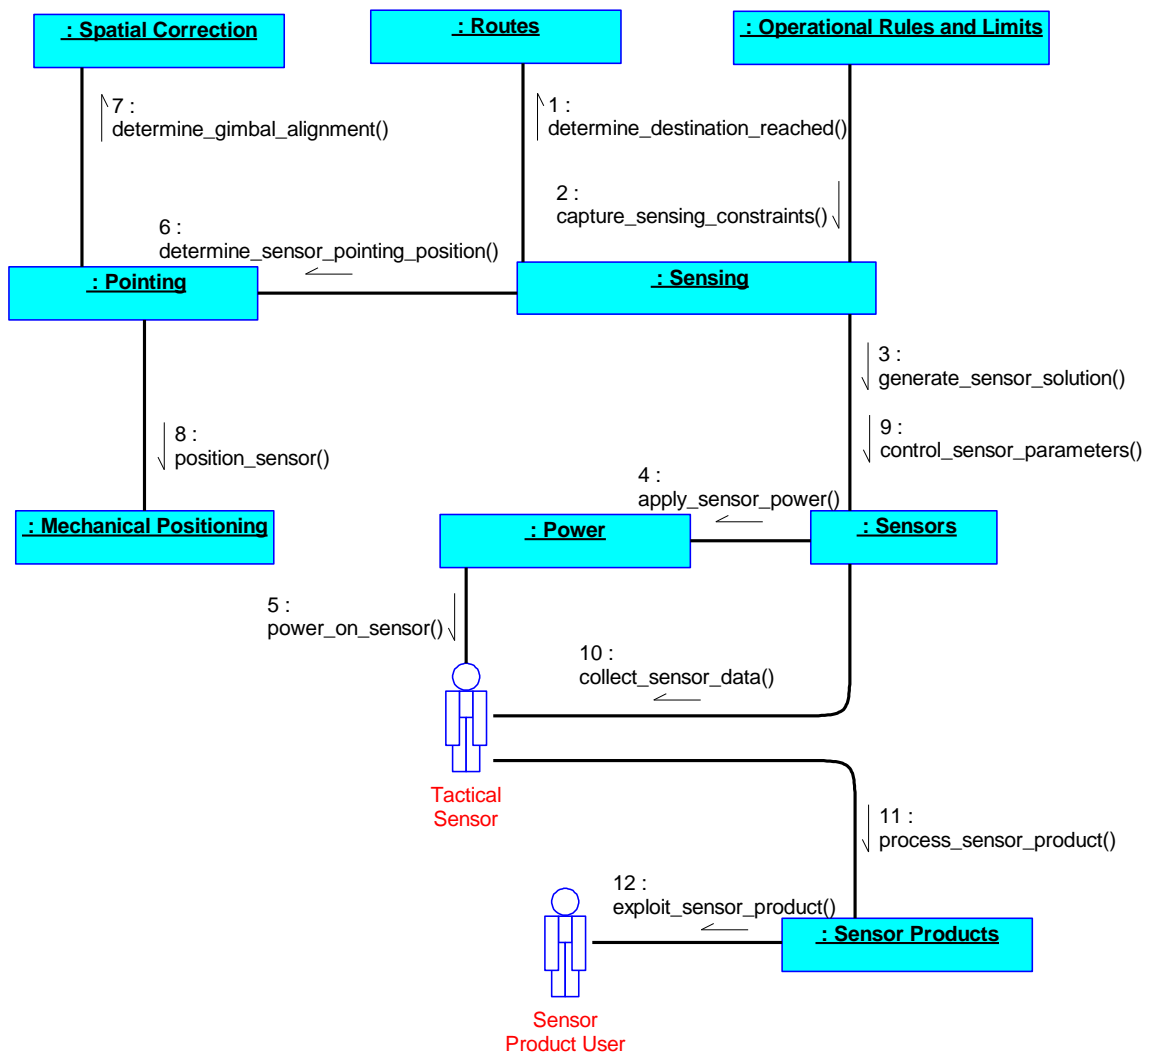 : Spatial Correction
: Routes
: Operational Rules and Limits
7 :
determine_gimbal_alignment()
1 :
determine_destination_reached()
2 :
capture_sensing_constraints()
6 :
determine_sensor_pointing_position()
: Pointing
: Sensing
3 :
generate_sensor_solution()
8 :
position_sensor()
9 :
control_sensor_parameters()
4 :
apply_sensor_power()
: Mechanical Positioning
: Power
: Sensors
5 :
power_on_sensor()
10 :
collect_sensor_data()
Tactical
Sensor
11 :
process_sensor_product()
12 :
exploit_sensor_product()
: Sensor Products
Sensor
Product User